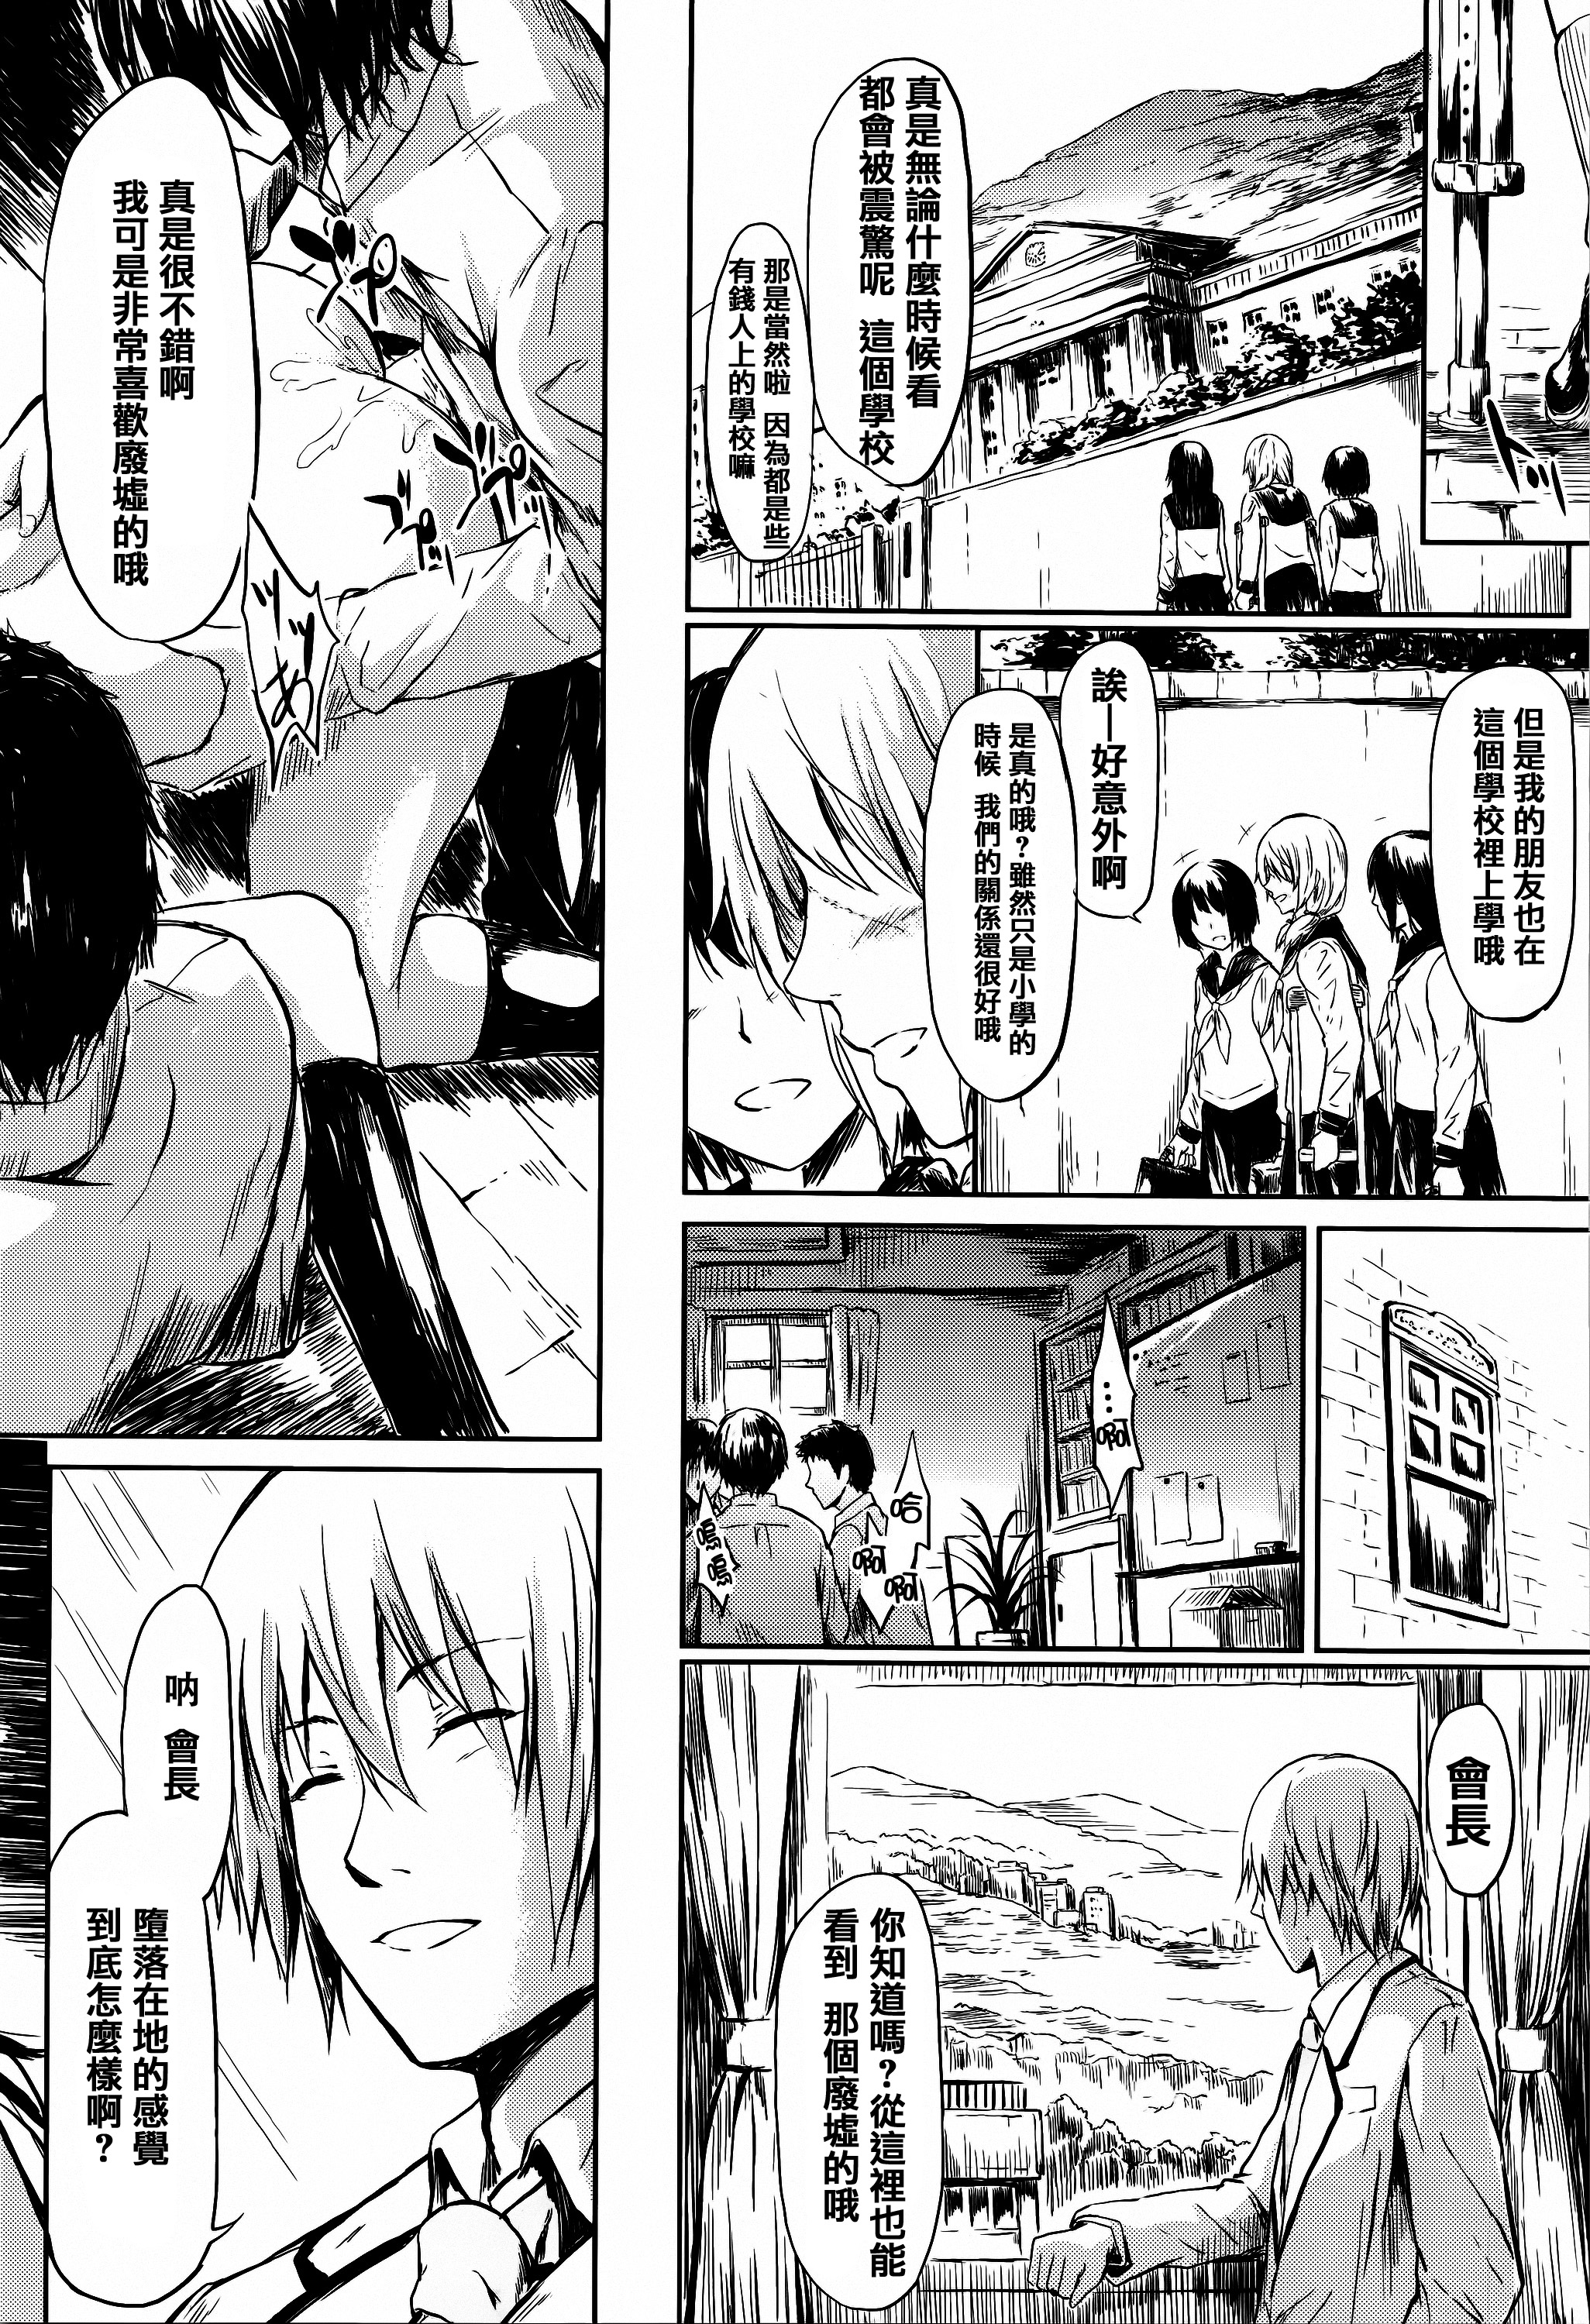 真是無論什麼時候看
都會被震驚呢 這個學校
那是當然啦 因為都是些
有錢人上的學校嘛
但是我的朋友也在
這個學校裡上學哦
誒—好意外啊
是真的哦?雖然只是小學的
時候 我們的關係還很好哦
…啊
哈
啊
啊
嗚
嗚
會長
你知道嗎?從這裡也能
看到 那個廢墟的哦
真是很不錯啊
我可是非常喜歡廢墟的哦
呐 會長
墮落在地的感覺
到底怎麼樣啊?